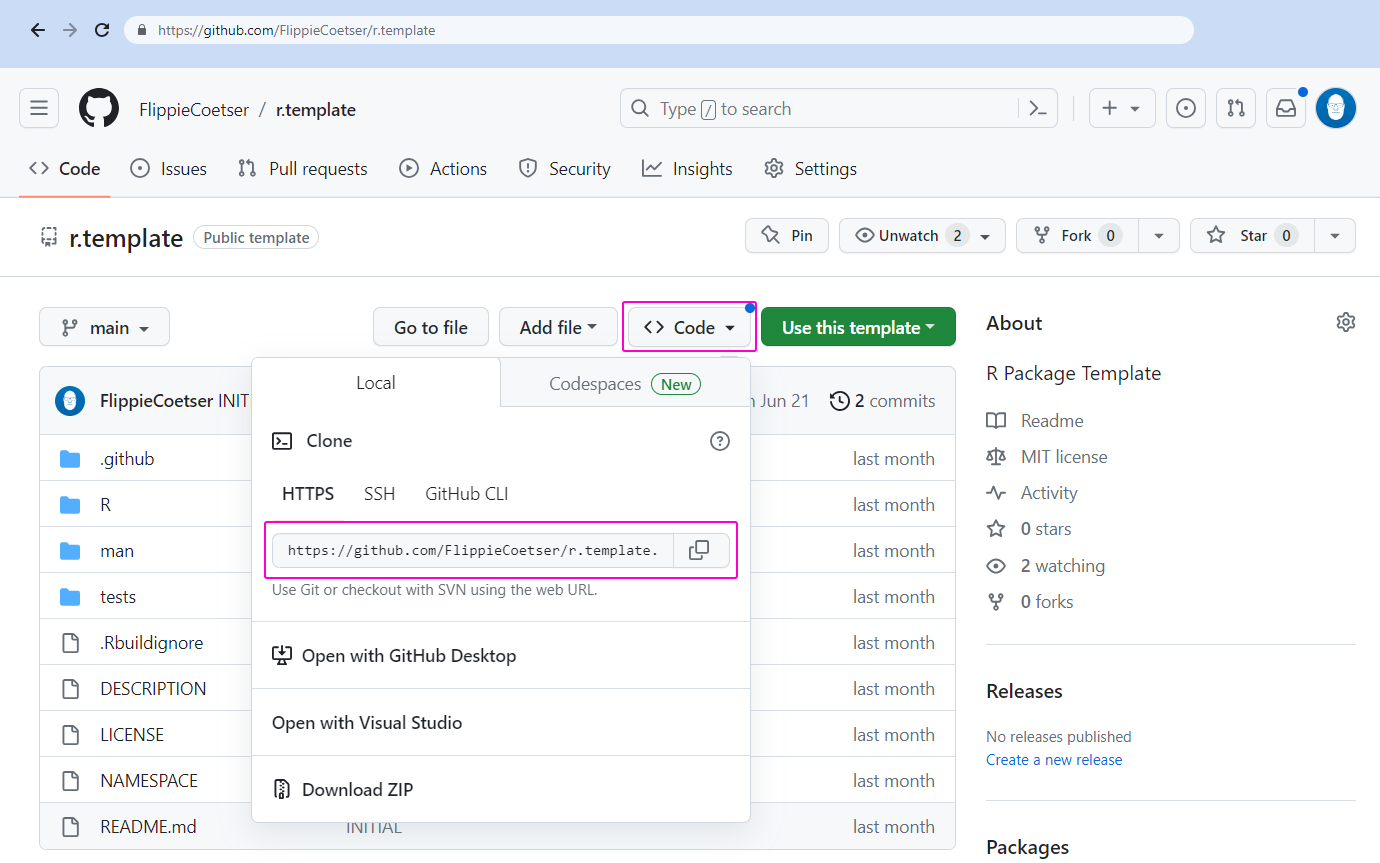 https://github.com/FlippieCoetser/r.template
FlippieCoetser / r.template
Type / to search
Code Issues Pull requests Actions Security Insights Settings
r.template Public template
Pin Unwatch 2 Fork 0 Star 0
main Go to file Add file Code Use this template
About
R Package Template
Local Codespaces New
FlippieCoetser INIT Jun 21 2 commits
Readme
MIT license
Activity
0 stars
2 watching
0 forks
Clone
HTTPS SSH GitHub CLI
https://github.com/FlippieCoetser/r.template.
Use Git or checkout with SVN using the web URL.
Open with GitHub Desktop
Open with Visual Studio
Download ZIP
.github last month
R last month
man last month
tests last month
.Rbuildignore last month
DESCRIPTION last month
LICENSE last month
NAMESPACE last month
README.md INITIAL last month
Releases
No releases published
Create a new release
Packages